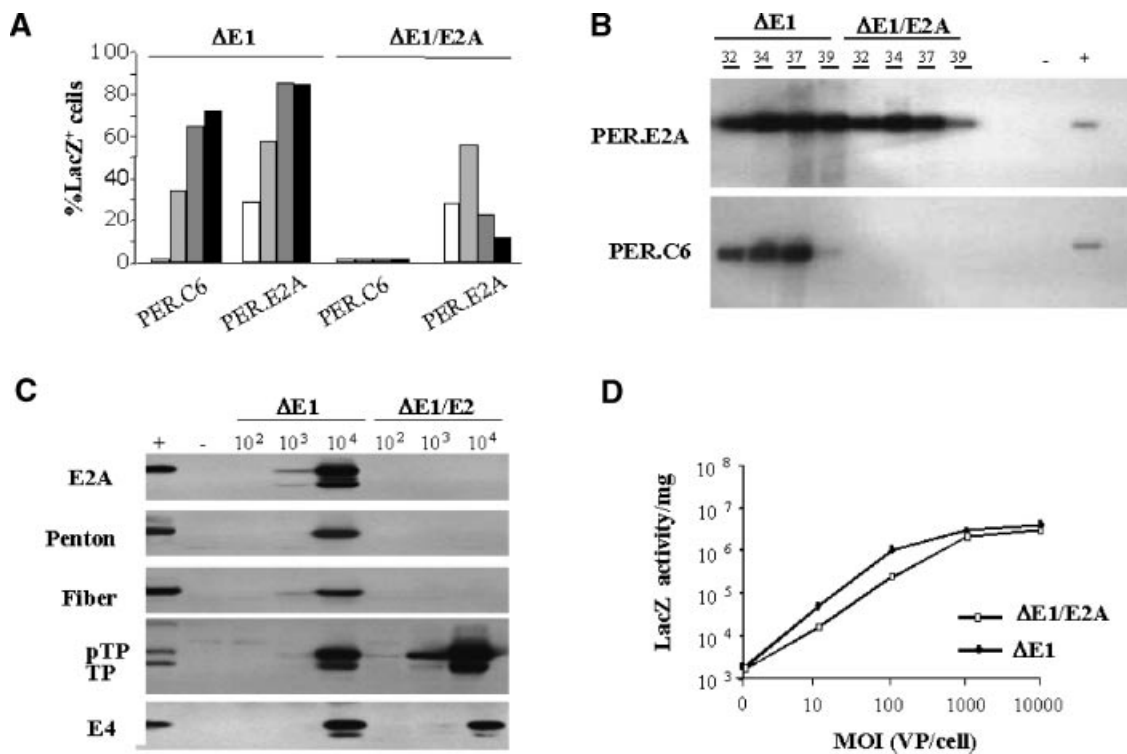 A
ΔE1
ΔE1/E2A
100
80
60
40
20
0
%LacZ+ cells
PER.C6
PER.E2A
PER.C6
PER.E2A
B
ΔE1
ΔE1/E2A
32 34 37 39 32 34 37 39 - +
PER.E2A
PER.C6
C
ΔE1
ΔE1/E2
+ - 10² 10³ 10⁴ 10² 10³ 10⁴
E2A
Penton
Fiber
pTP
TP
E4
D
10⁸
10⁷
10⁶
10⁵
10⁴
10³
LacZ activity/mg
ΔE1/E2A
ΔE1
0 10 100 1000 10000
MOI (VP/cell)